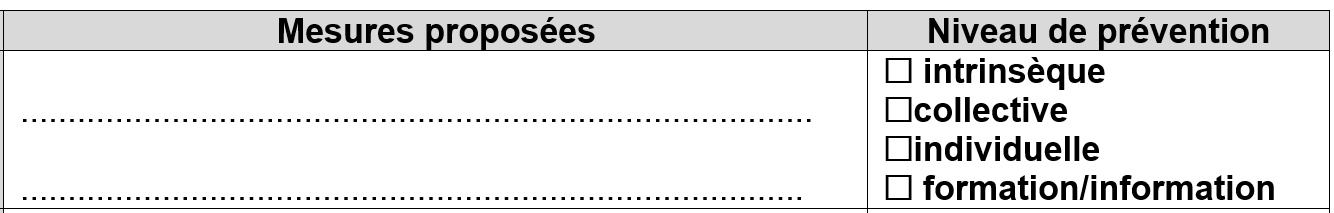 Mesures proposées
Niveau de prévention
☐ intrinsèque
☐collective
.....................................................................................
☐individuelle
☐ formation/information
....................................................................................